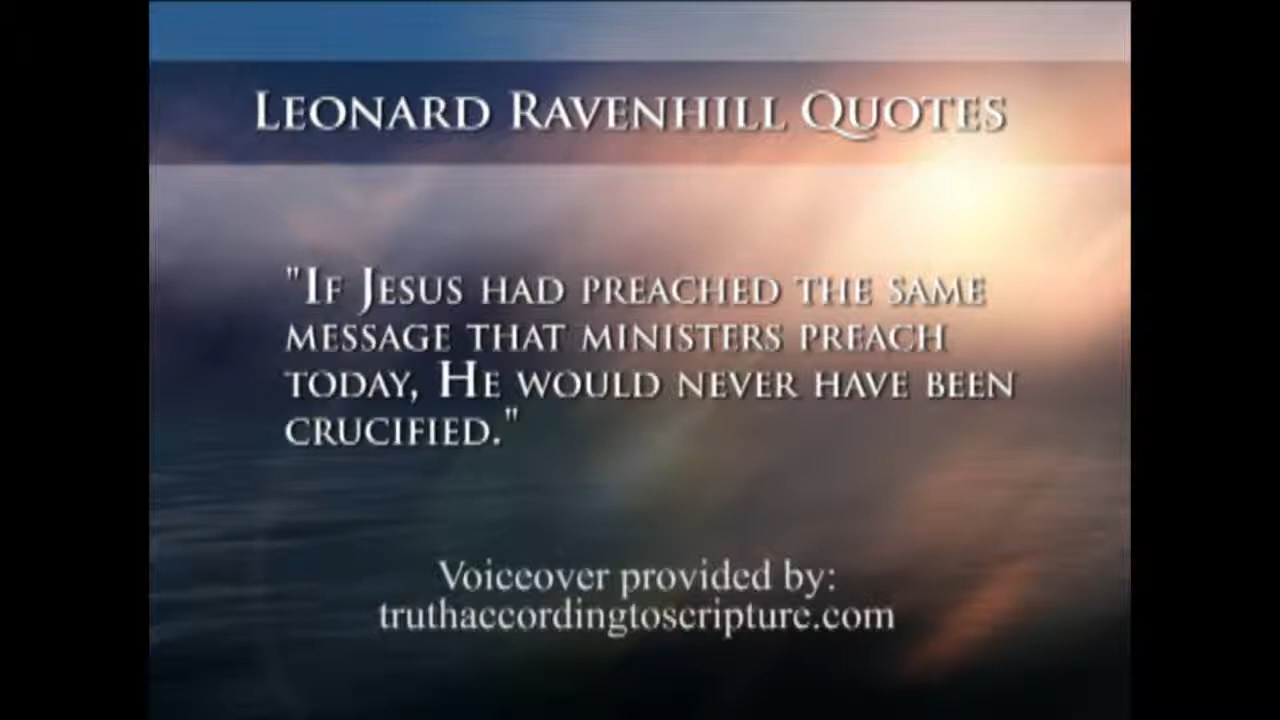 Leonard Ravenhill Quotes
"If Jesus had preached the same
message that ministers preach
today, He would never have been
crucified."
Voiceover provided by:
truthaccordingtoscripture.com